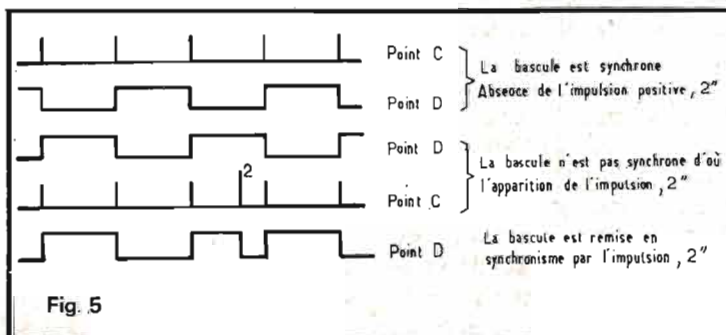 Point C
La bascule est synchrone
Point D
Absence de l'impulsion positive „2”
Point D
2
La bascule n'est pas synchrone d'où
l'apparition de l'impulsion „2”
Point C
Point D
La bascule est remise en
synchronisme par l'impulsion „2”
Fig. 5